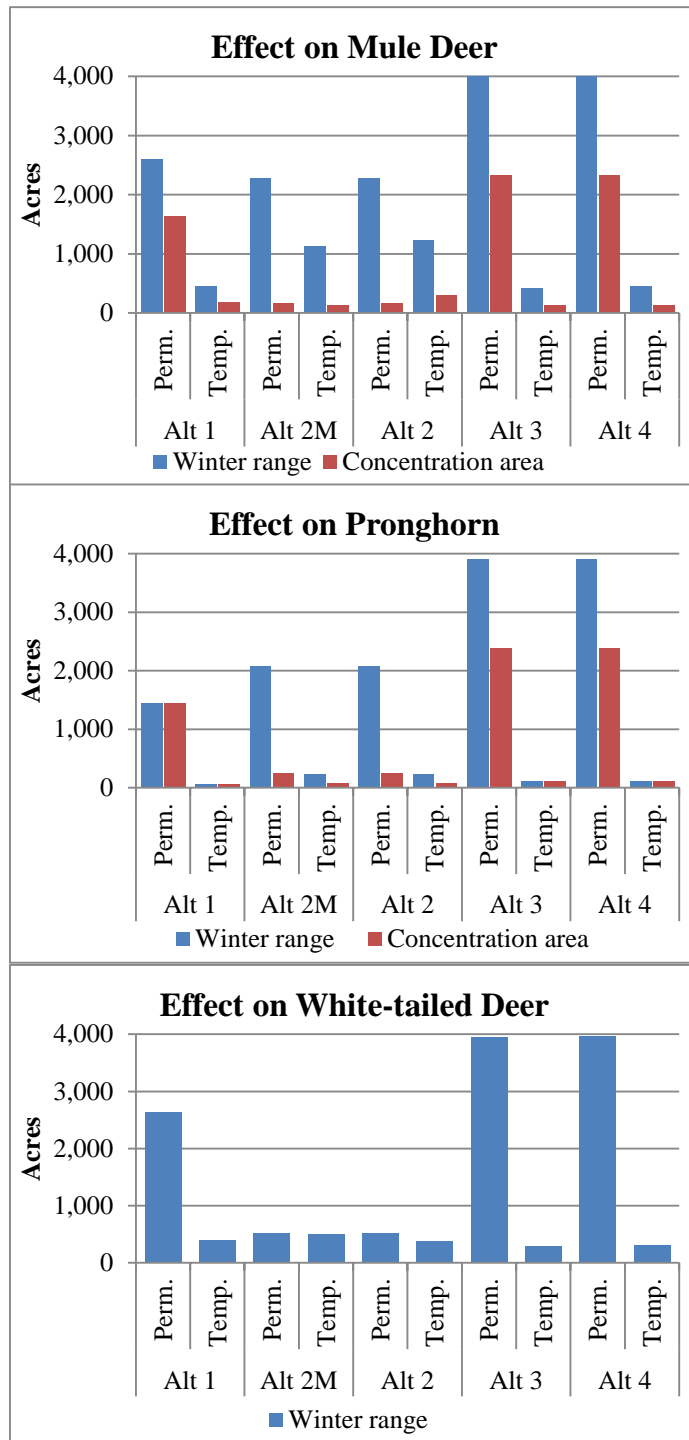 Effect on Mule Deer
4,000
3,000
2,000
1,000
0
Acres
Perm. Temp. Perm. Temp. Perm. Temp. Perm. Temp. Perm. Temp.
Alt 1 Alt 2M Alt 2 Alt 3 Alt 4
Winter range Concentration area
Effect on Pronghorn
4,000
3,000
2,000
1,000
0
Acres
Perm. Temp. Perm. Temp. Perm. Temp. Perm. Temp. Perm. Temp.
Alt 1 Alt 2M Alt 2 Alt 3 Alt 4
Winter range Concentration area
Effect on White-tailed Deer
4,000
3,000
2,000
1,000
0
Acres
Perm. Temp. Perm. Temp. Perm. Temp. Perm. Temp. Perm. Temp.
Alt 1 Alt 2M Alt 2 Alt 3 Alt 4
Winter range